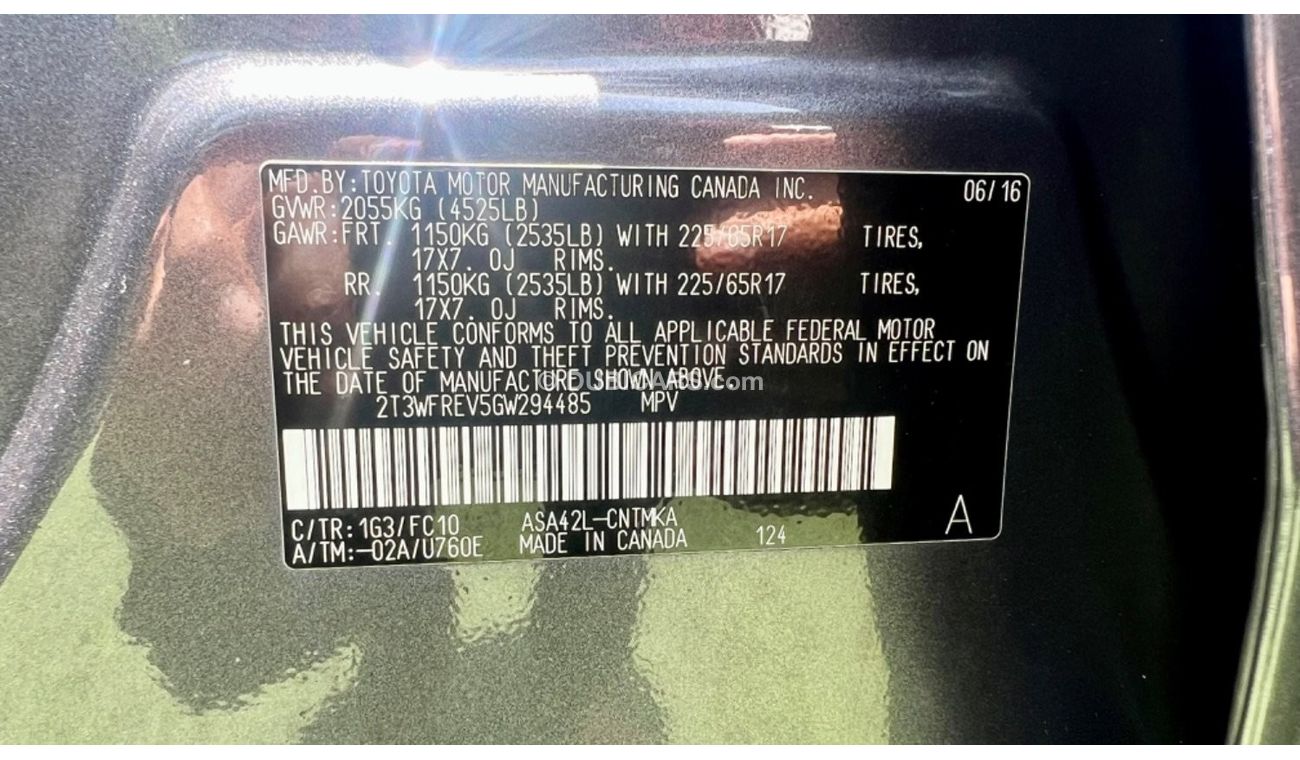 MFD.BY:TOYOTA MOTOR MANUFACTURING CANADA INC. 06/16
GVWR:2055KG (4525LB)
GAWR:FRT. 1150KG (2535LB) WITH 225/65R17 TIRES,
17X7. 0J RIMS.
RR. 1150KG (2535LB) WITH 225/65R17 TIRES,
17X7. 0J RIMS.
THIS VEHICLE CONFORMS TO ALL APPLICABLE FEDERAL MOTOR
VEHICLE SAFETY AND THEFT PREVENTION STANDARDS IN EFFECT ON
THE DATE OF MANUFACTURE SHOWN ABOVE.
© DUBICARS.com
2T3WFREV5GW294485 MPV
C/TR:1G3/FC10 ASA42L-CNTMKA A
A/TM:-02A/U760E MADE IN CANADA 124